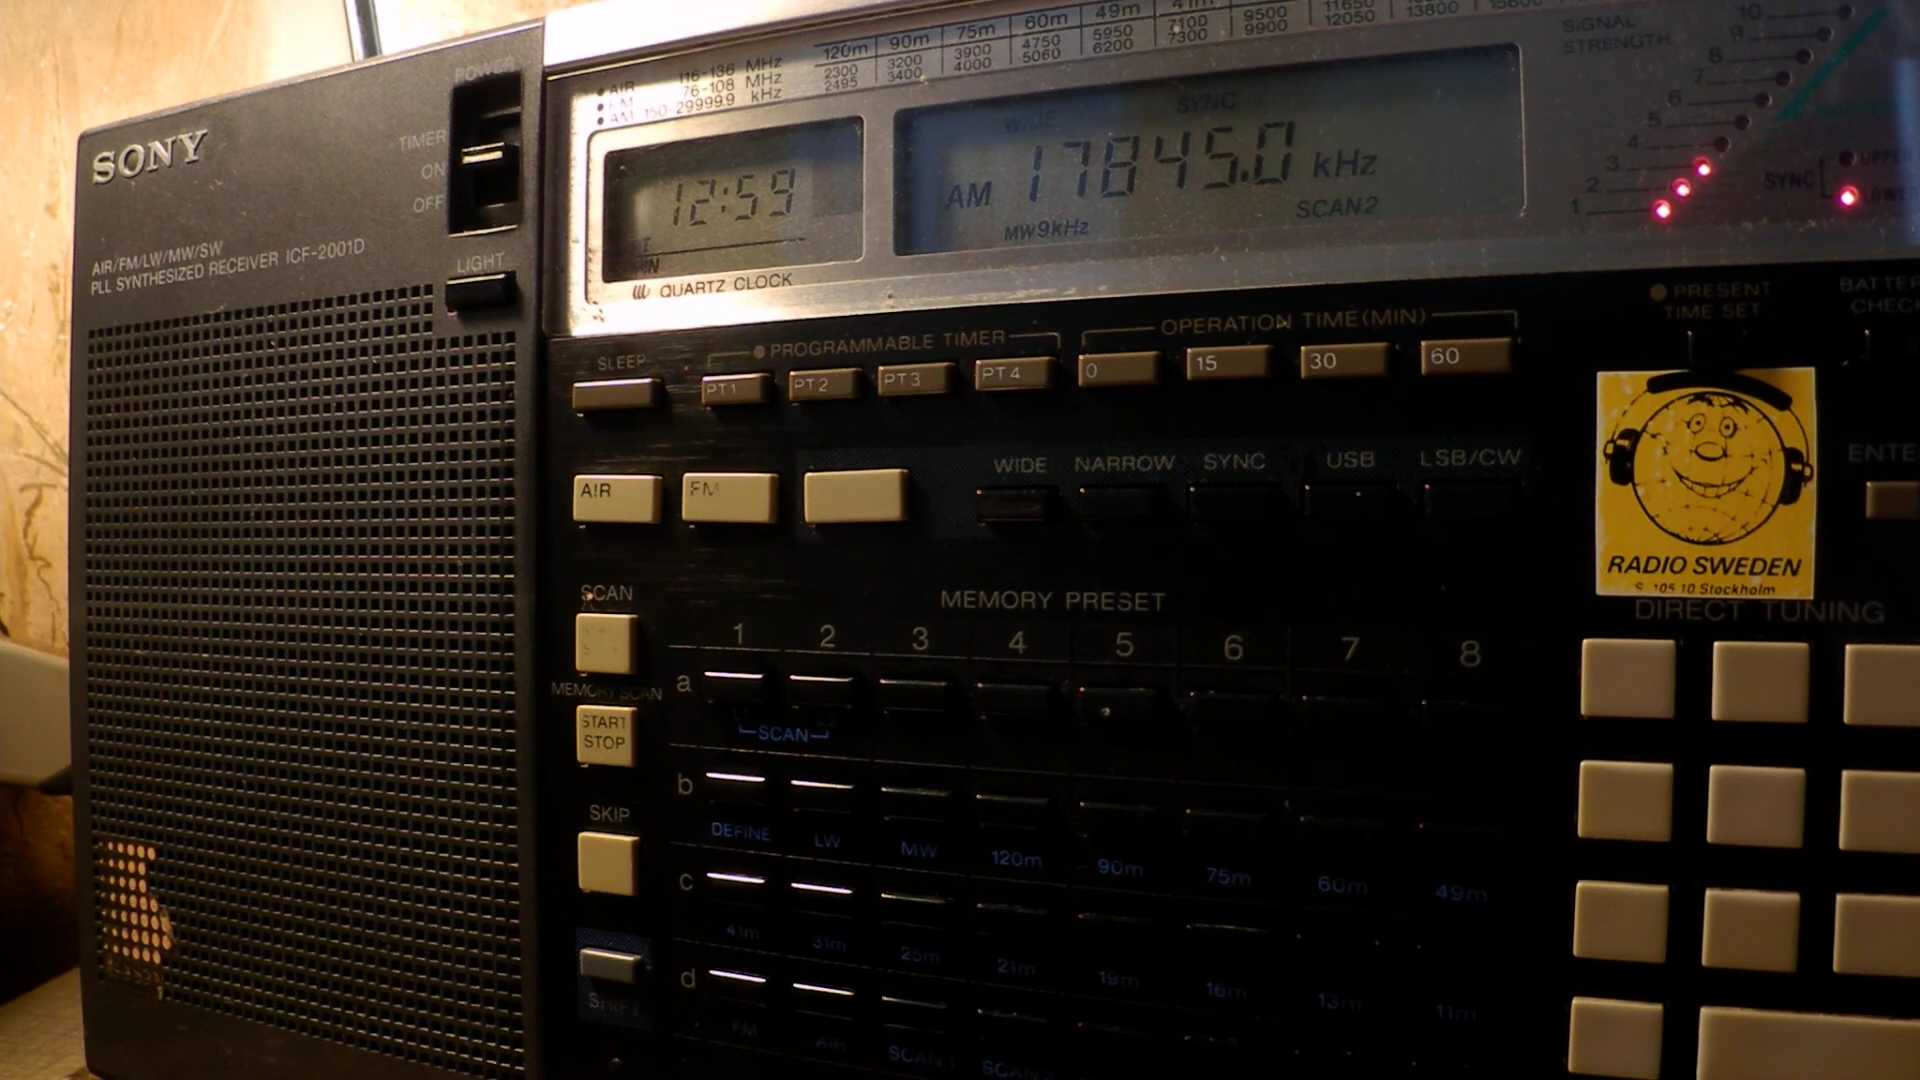 SONY
AIR/FM/LW/MW/SW
PLL SYNTHESIZED RECEIVER ICF-2001D
POWER
TIMER
ON
OFF
LIGHT
AIR 116-136 MHz
FM 76-108 MHz
AM 150-29999.9 kHz
120m 90m 75m 60m 49m 41m
2300 3200 3900 4750 5950 7100 9500 11650
2495 3400 4000 5060 6200 7300 9900 12050 13800
12:59
QUARTZ CLOCK
WIDE SYNC
AM 17845.0 kHz
MW9kHz SCAN2
SIGNAL
STRENGTH
10
9
8
7
6
5
4
3
2
1
SYNC
UPPER
LOWER
PRESENT
TIME SET
SLEEP
PROGRAMMABLE TIMER
OPERATION TIME(MIN)
PT1 PT2 PT3 PT4 0 15 30 60
AIR FM
WIDE NARROW SYNC USB LSB/CW
RADIO SWEDEN
S-105 10 Stockholm
DIRECT TUNING
SCAN
MEMORY SCAN
START
STOP
SKIP
SHIFT
MEMORY PRESET
1 2 3 4 5 6 7 8
a
SCAN
b
DEFINE LW MW 120m 90m 75m 60m 49m
c
41m 31m 25m 21m 19m 16m 13m 11m
d
FM AIR SCAN 1 SCAN